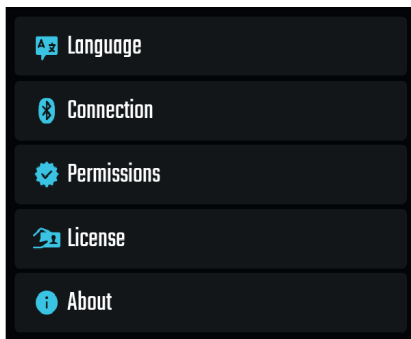 Language
Connection
Permissions
License
About